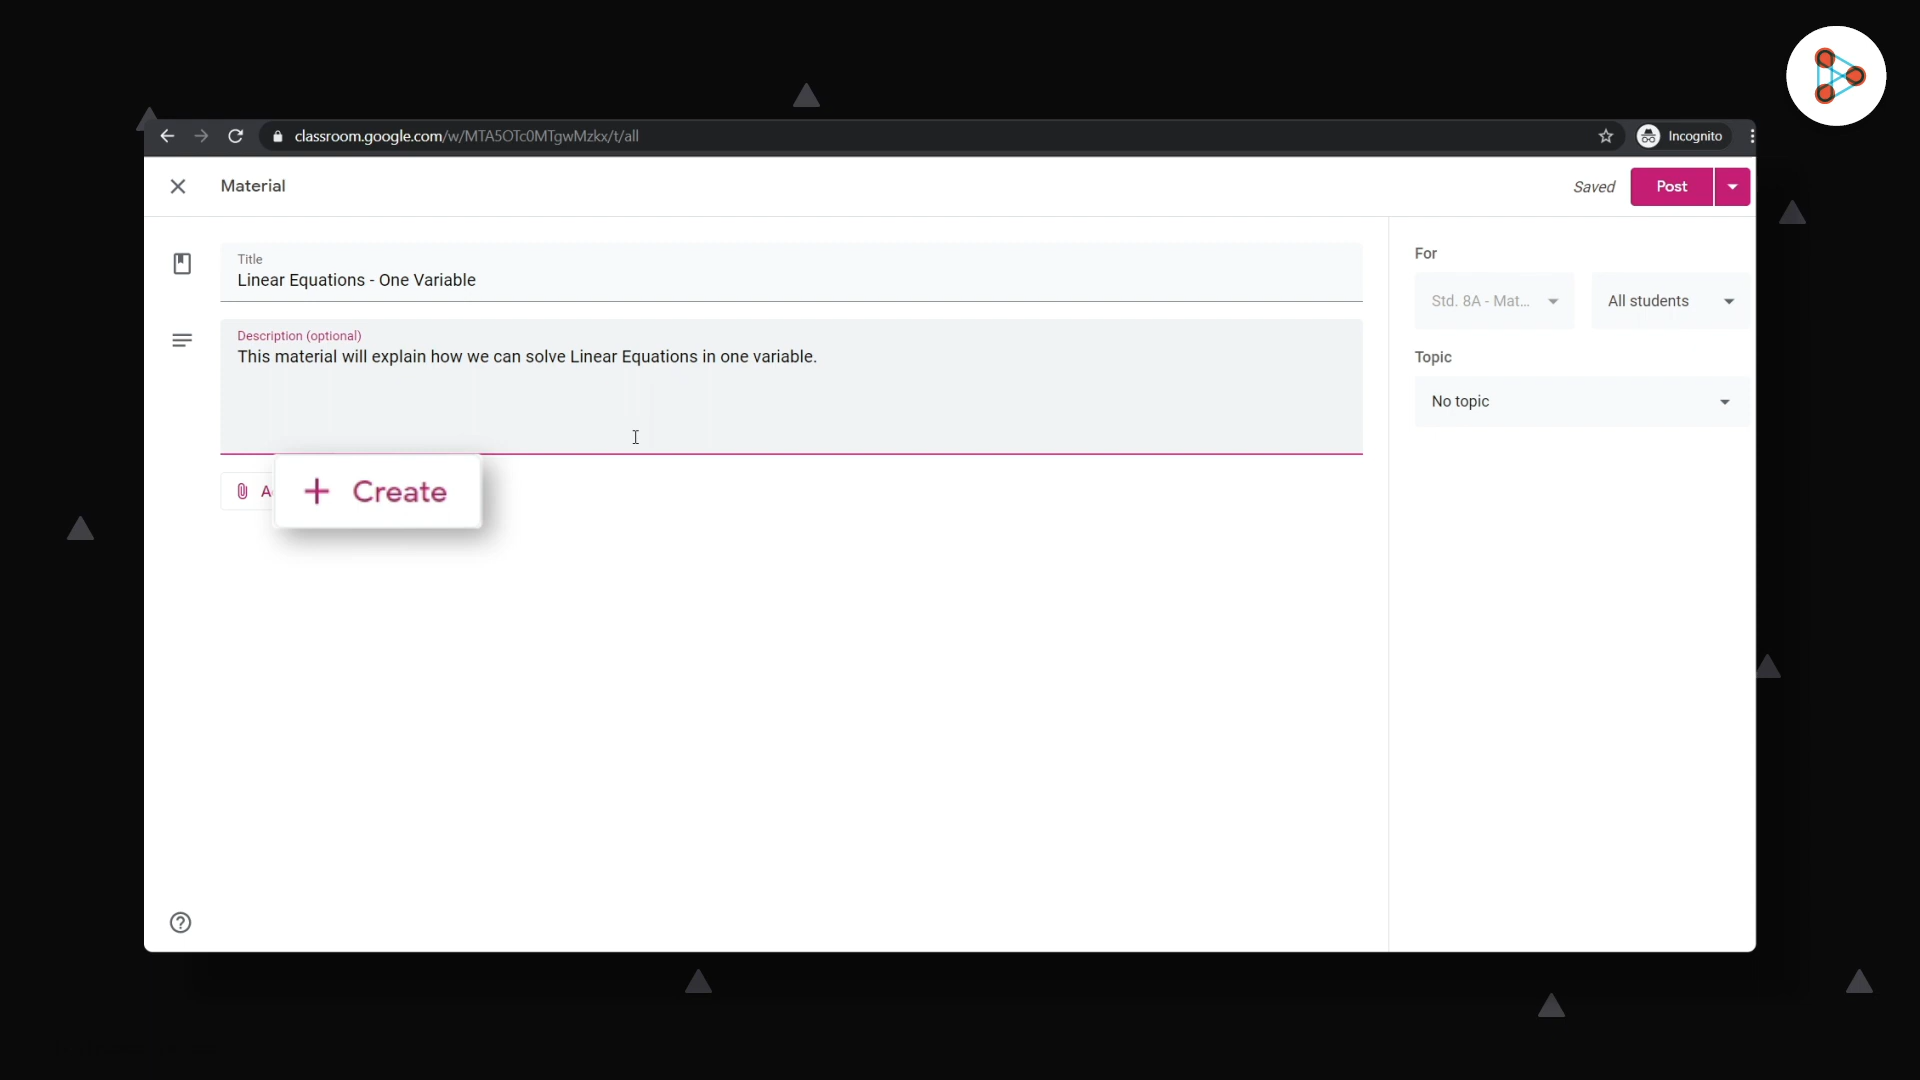 classroom.google.com/w/MTA5OTc0MTgwMzkx/t/all
Incognito
Material
Saved
Post
Title
Linear Equations - One Variable
Description (optional)
This material will explain how we can solve Linear Equations in one variable.
+ Create
For
Std. 8A - Mat...
All students
Topic
No topic